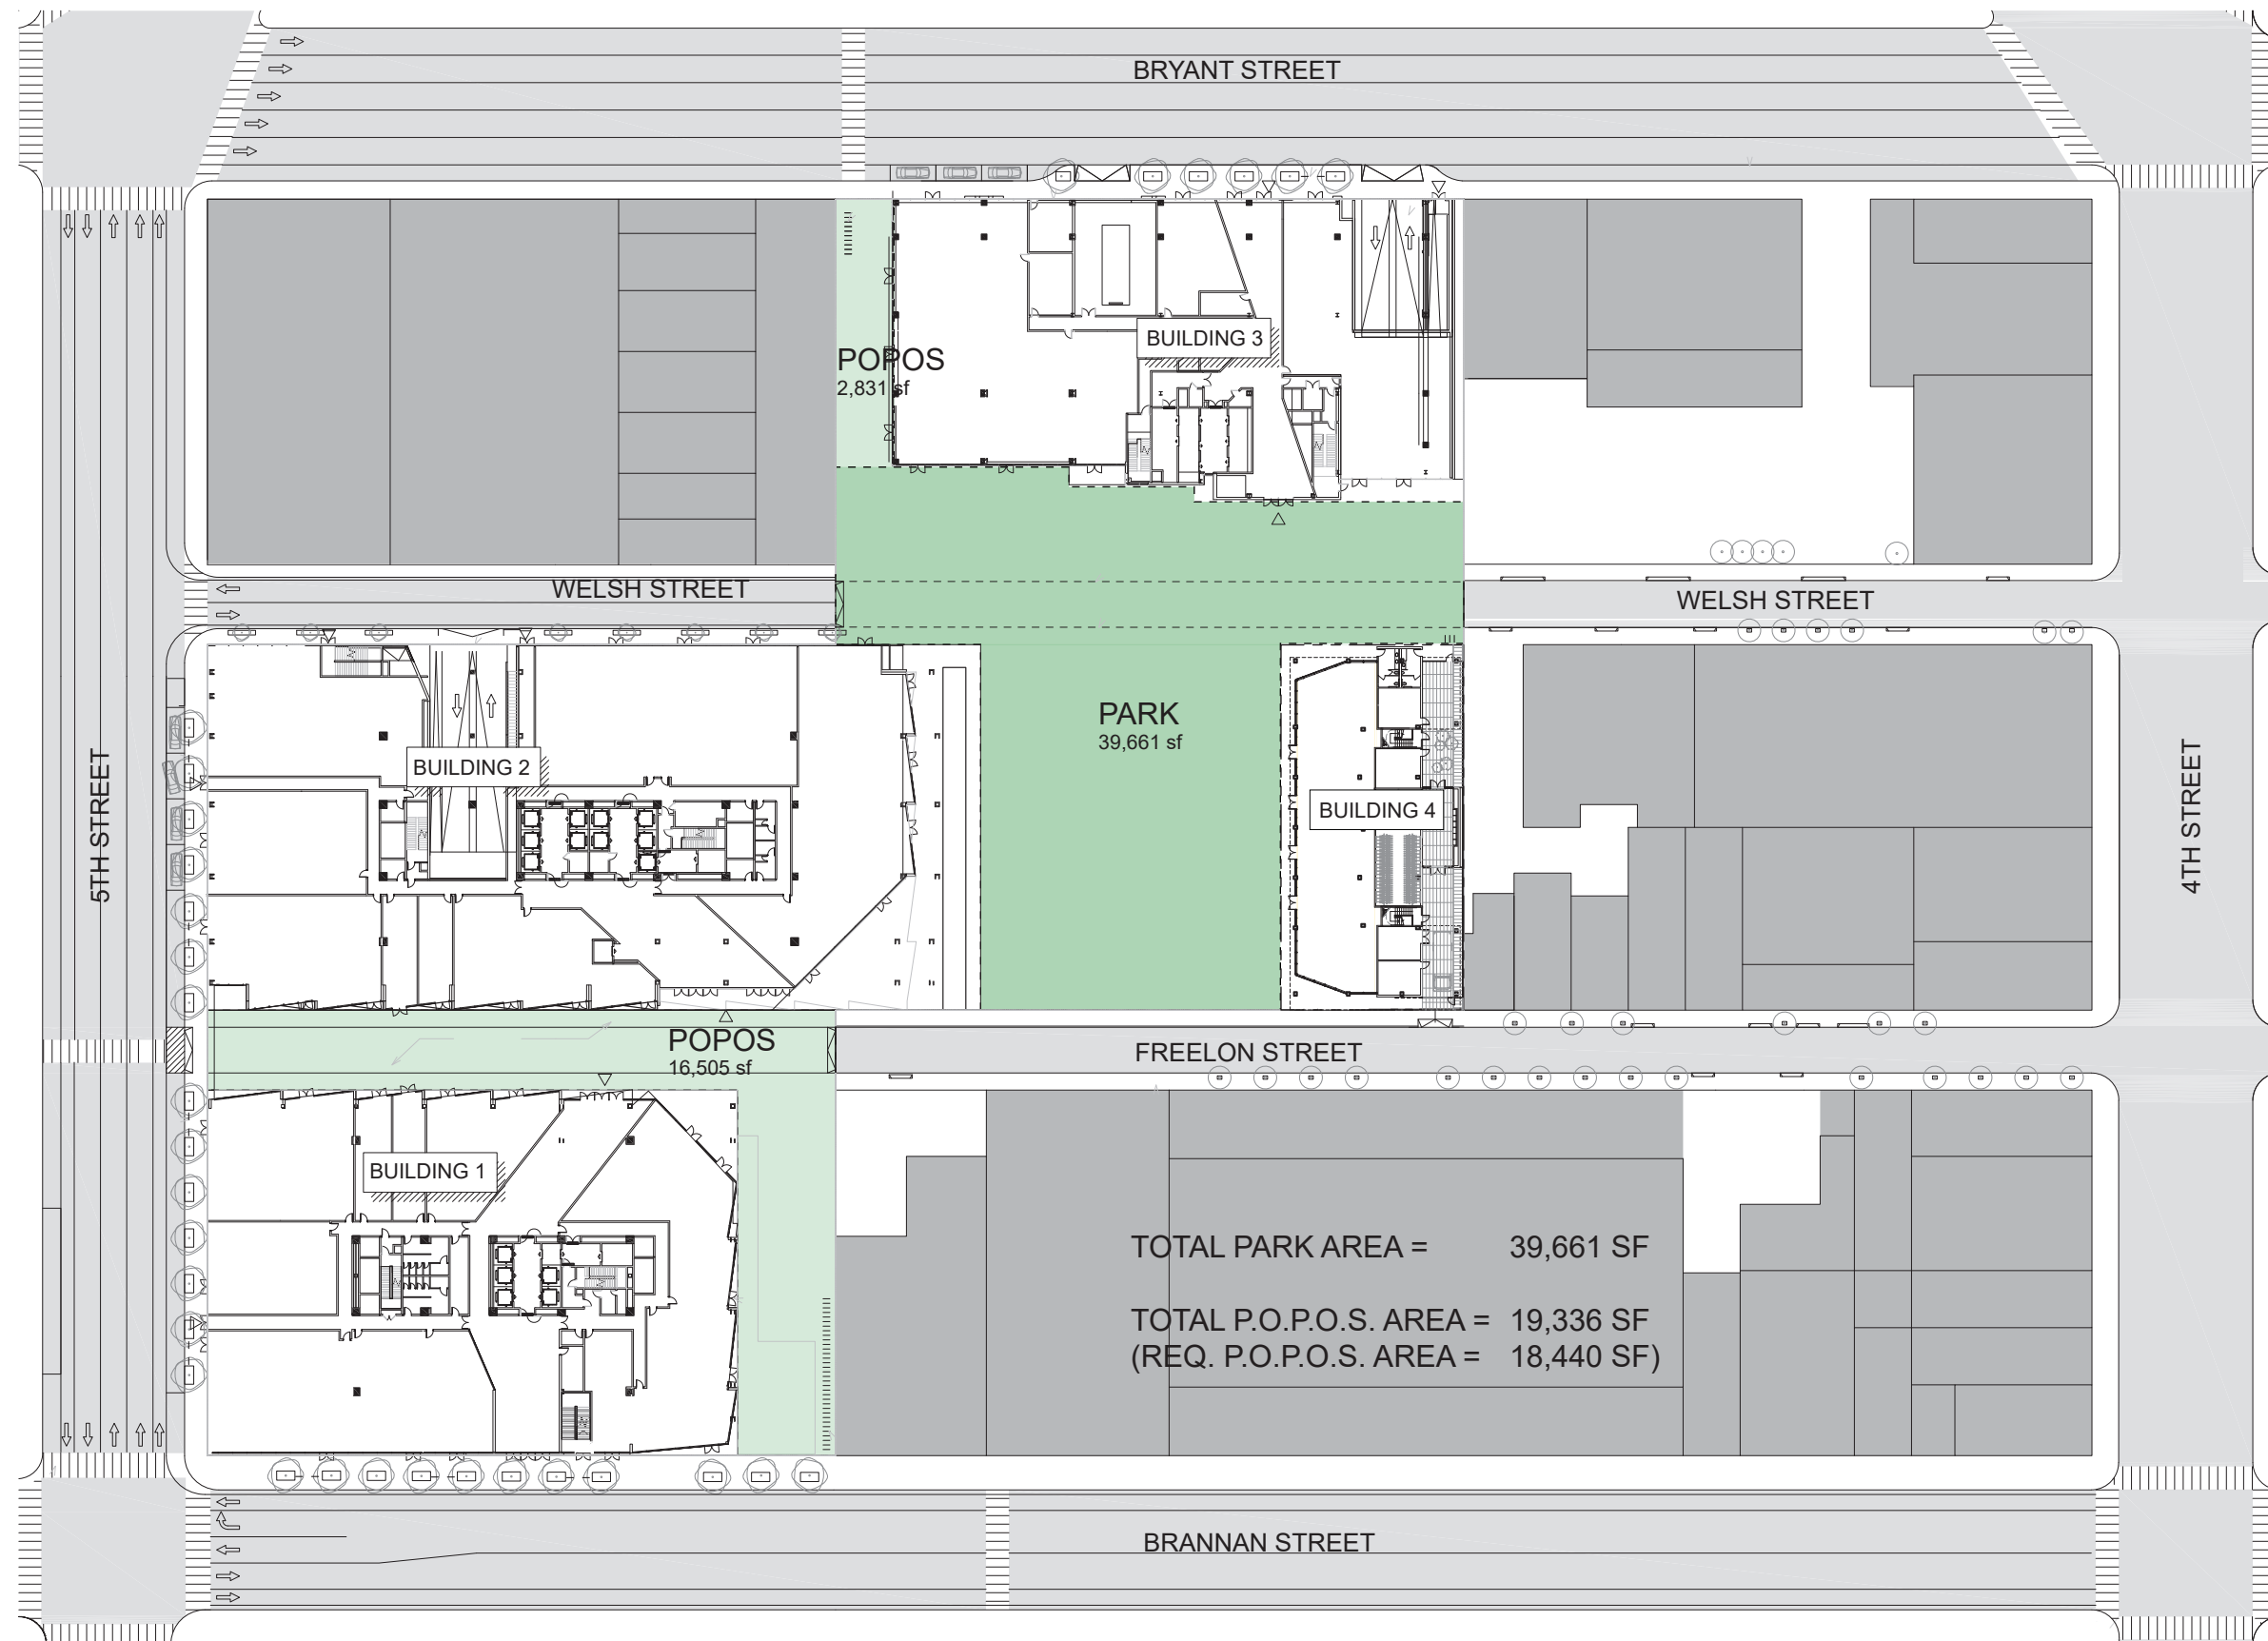 BRYANT STREET
BUILDING 3
POPOS
2,831 sf
WELSH STREET
WELSH STREET
PARK
39,661 sf
BUILDING 2
BUILDING 4
5TH STREET
4TH STREET
POPOS
16,505 sf
FREELON STREET
BUILDING 1
TOTAL PARK AREA = 39,661 SF
TOTAL P.O.P.O.S. AREA = 19,336 SF
(REQ. P.O.P.O.S. AREA = 18,440 SF)
BRANNAN STREET